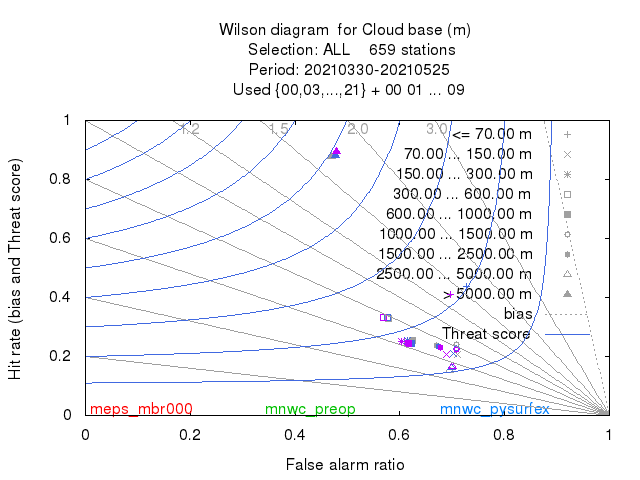 Wilson diagram  for Cloud base (m)
Selection: ALL    659 stations
Period: 20210330-20210525
Used {00,03,...,21} + 00 01 ... 09
Hit rate (bias and Threat score)
1
0.8
0.6
0.4
0.2
0
1.2
1.5
2.0
3.0
<= 70.00 m
70.00 ... 150.00 m
150.00 ... 300.00 m
300.00 ... 600.00 m
600.00 ... 1000.00 m
1000.00 ... 1500.00 m
1500.00 ... 2500.00 m
2500.00 ... 5000.00 m
> 5000.00 m
bias
Threat score
meps_mbr000
mnwc_preop
mnwc_pysurfex
0
0.2
0.4
0.6
0.8
1
False alarm ratio